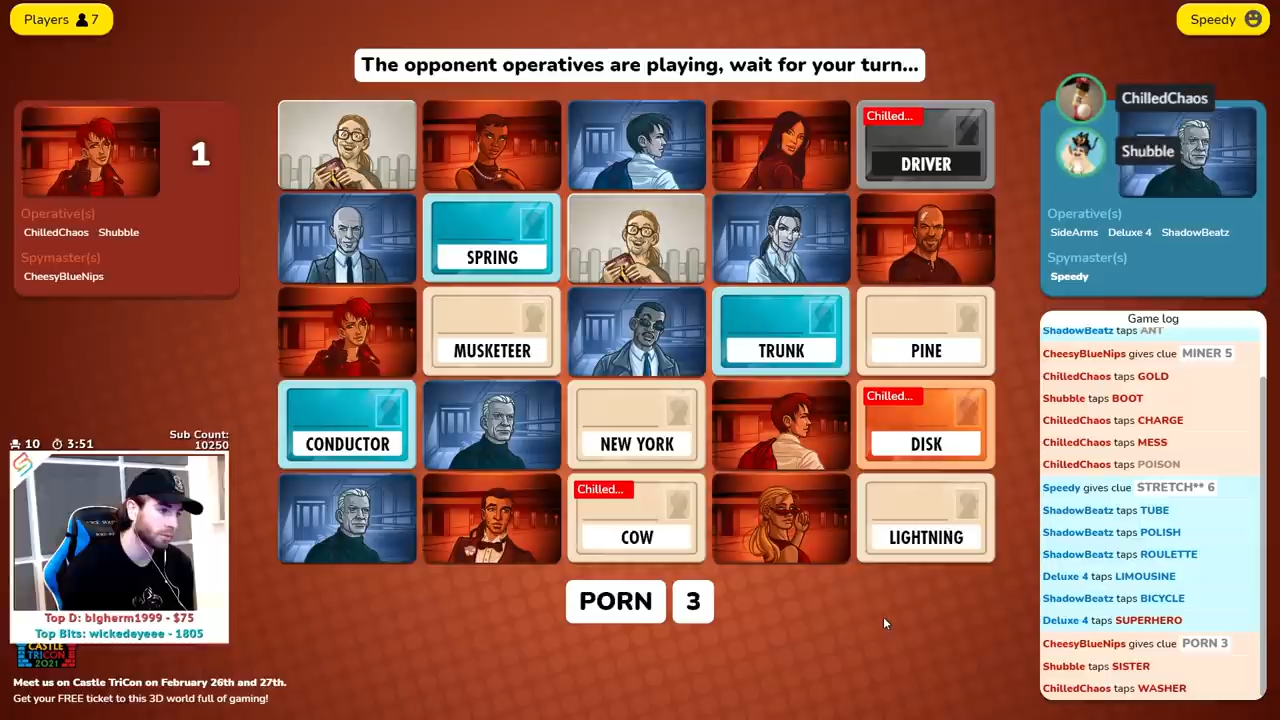 Players 7
Speedy
The opponent operatives are playing, wait for your turn...
1
Operative(s)
ChilledChaos Shubble
Spymaster(s)
CheesyBlueNips
ChilledChaos
Shubble
Operative(s)
SideArms Deluxe 4 ShadowBeatz
Spymaster(s)
Speedy
Chilled...
DRIVER
SPRING
MUSKETEER
TRUNK
PINE
CONDUCTOR
NEW YORK
Chilled...
DISK
Chilled...
COW
LIGHTNING
PORN 3
Game log
ShadowBeatz taps ANT
CheesyBlueNips gives clue MINER 5
ChilledChaos taps GOLD
Shubble taps BOOT
ChilledChaos taps CHARGE
ChilledChaos taps MESS
ChilledChaos taps POISON
Speedy gives clue STRETCH** 6
ShadowBeatz taps TUBE
ShadowBeatz taps POLISH
ShadowBeatz taps ROULETTE
Deluxe 4 taps LIMOUSINE
ShadowBeatz taps BICYCLE
Deluxe 4 taps SUPERHERO
CheesyBlueNips gives clue PORN 3
Shubble taps SISTER
ChilledChaos taps WASHER
10 3:51
Sub Count:
10250
Top D: bigherm1999 - $75
Top Bits: wickedyeee - 1805
CASTLE
TRICON
2021
Meet us on Castle TriCon on February 26th and 27th.
Get your FREE ticket to this 3D world full of gaming!